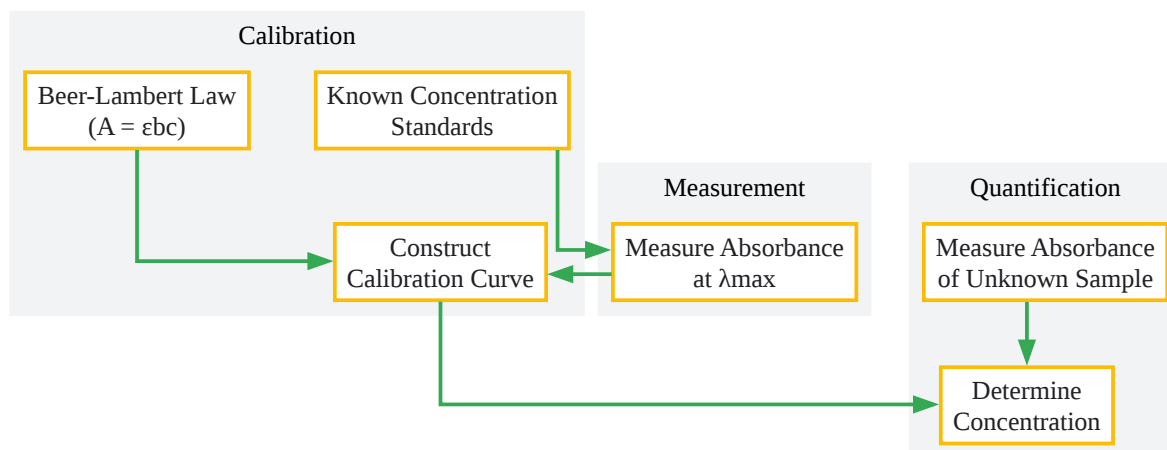 Calibration
Beer-Lambert Law
(A = εbc)
Known Concentration
Standards
Construct
Calibration Curve
Measurement
Measure Absorbance
at λmax
Quantification
Measure Absorbance
of Unknown Sample
Determine
Concentration